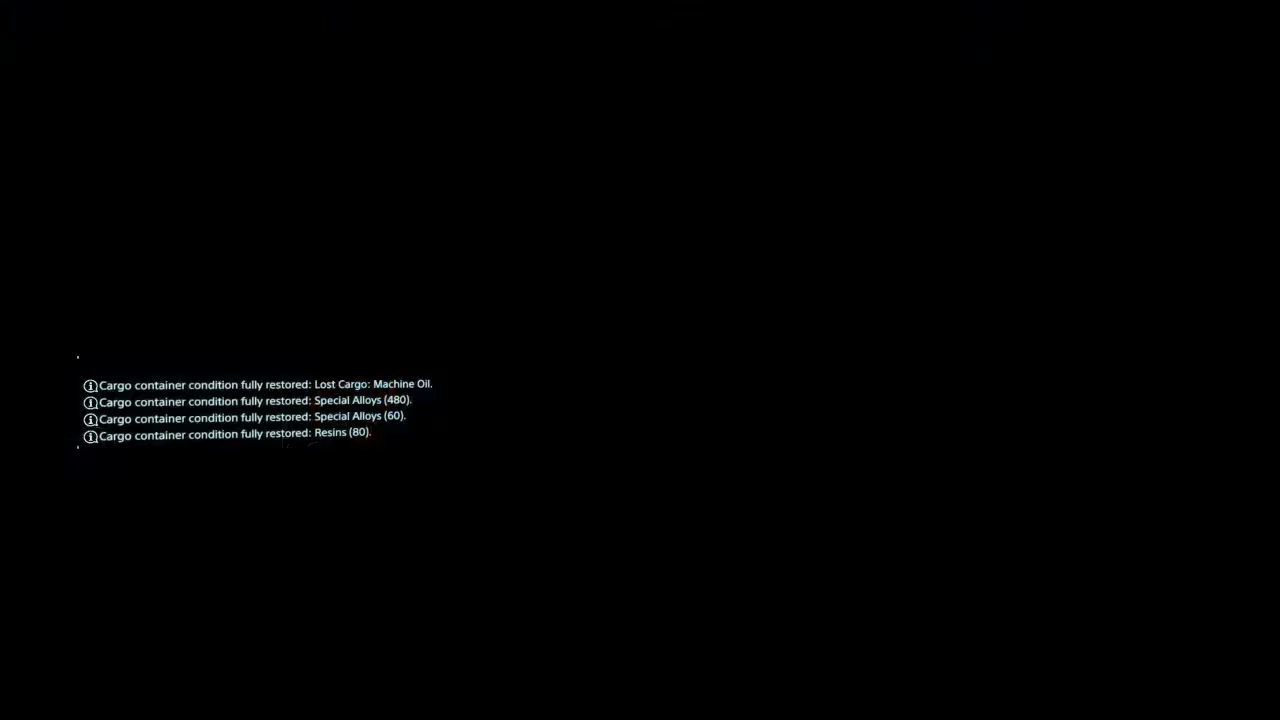 Cargo container condition fully restored: Lost Cargo: Machine Oil.
Cargo container condition fully restored: Special Alloys (480).
Cargo container condition fully restored: Special Alloys (60).
Cargo container condition fully restored: Resins (80).